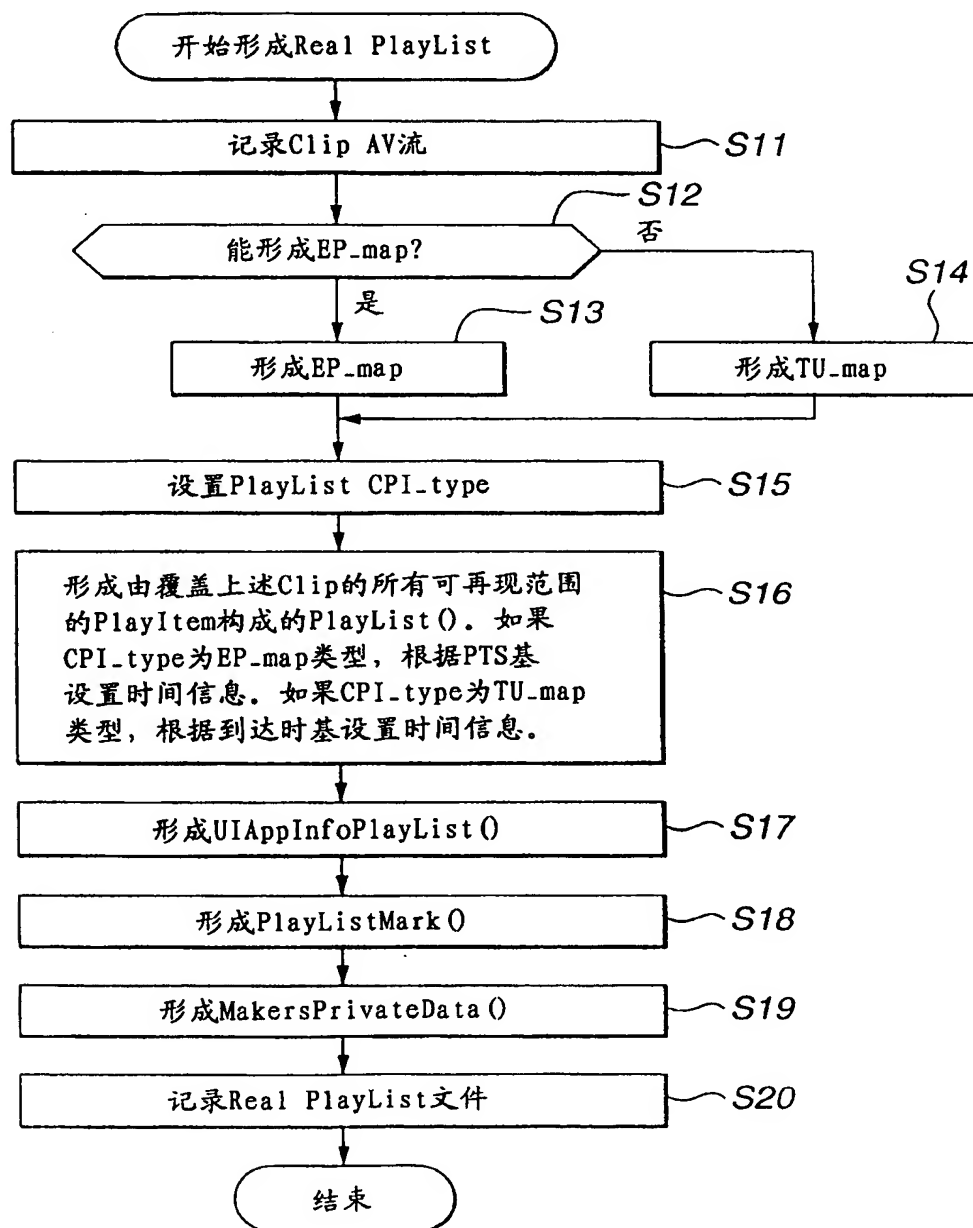 开始形成Real PlayList
记录Clip AV流
S11
S12
能形成EP_map?
否
是
S13
S14
形成EP_map
形成TU_map
设置PlayList CPI_type
S15
形成由覆盖上述Clip的所有可再现范围
的PlayItem构成的PlayList()。如果
CPI_type为EP_map类型，根据PTS基
设置时间信息。如果CPI_type为TU_map
类型，根据到达时基设置时间信息。
S16
形成UIAppInfoPlayList()
S17
形成PlayListMark()
S18
形成MakersPrivateData()
S19
记录Real PlayList文件
S20
结束